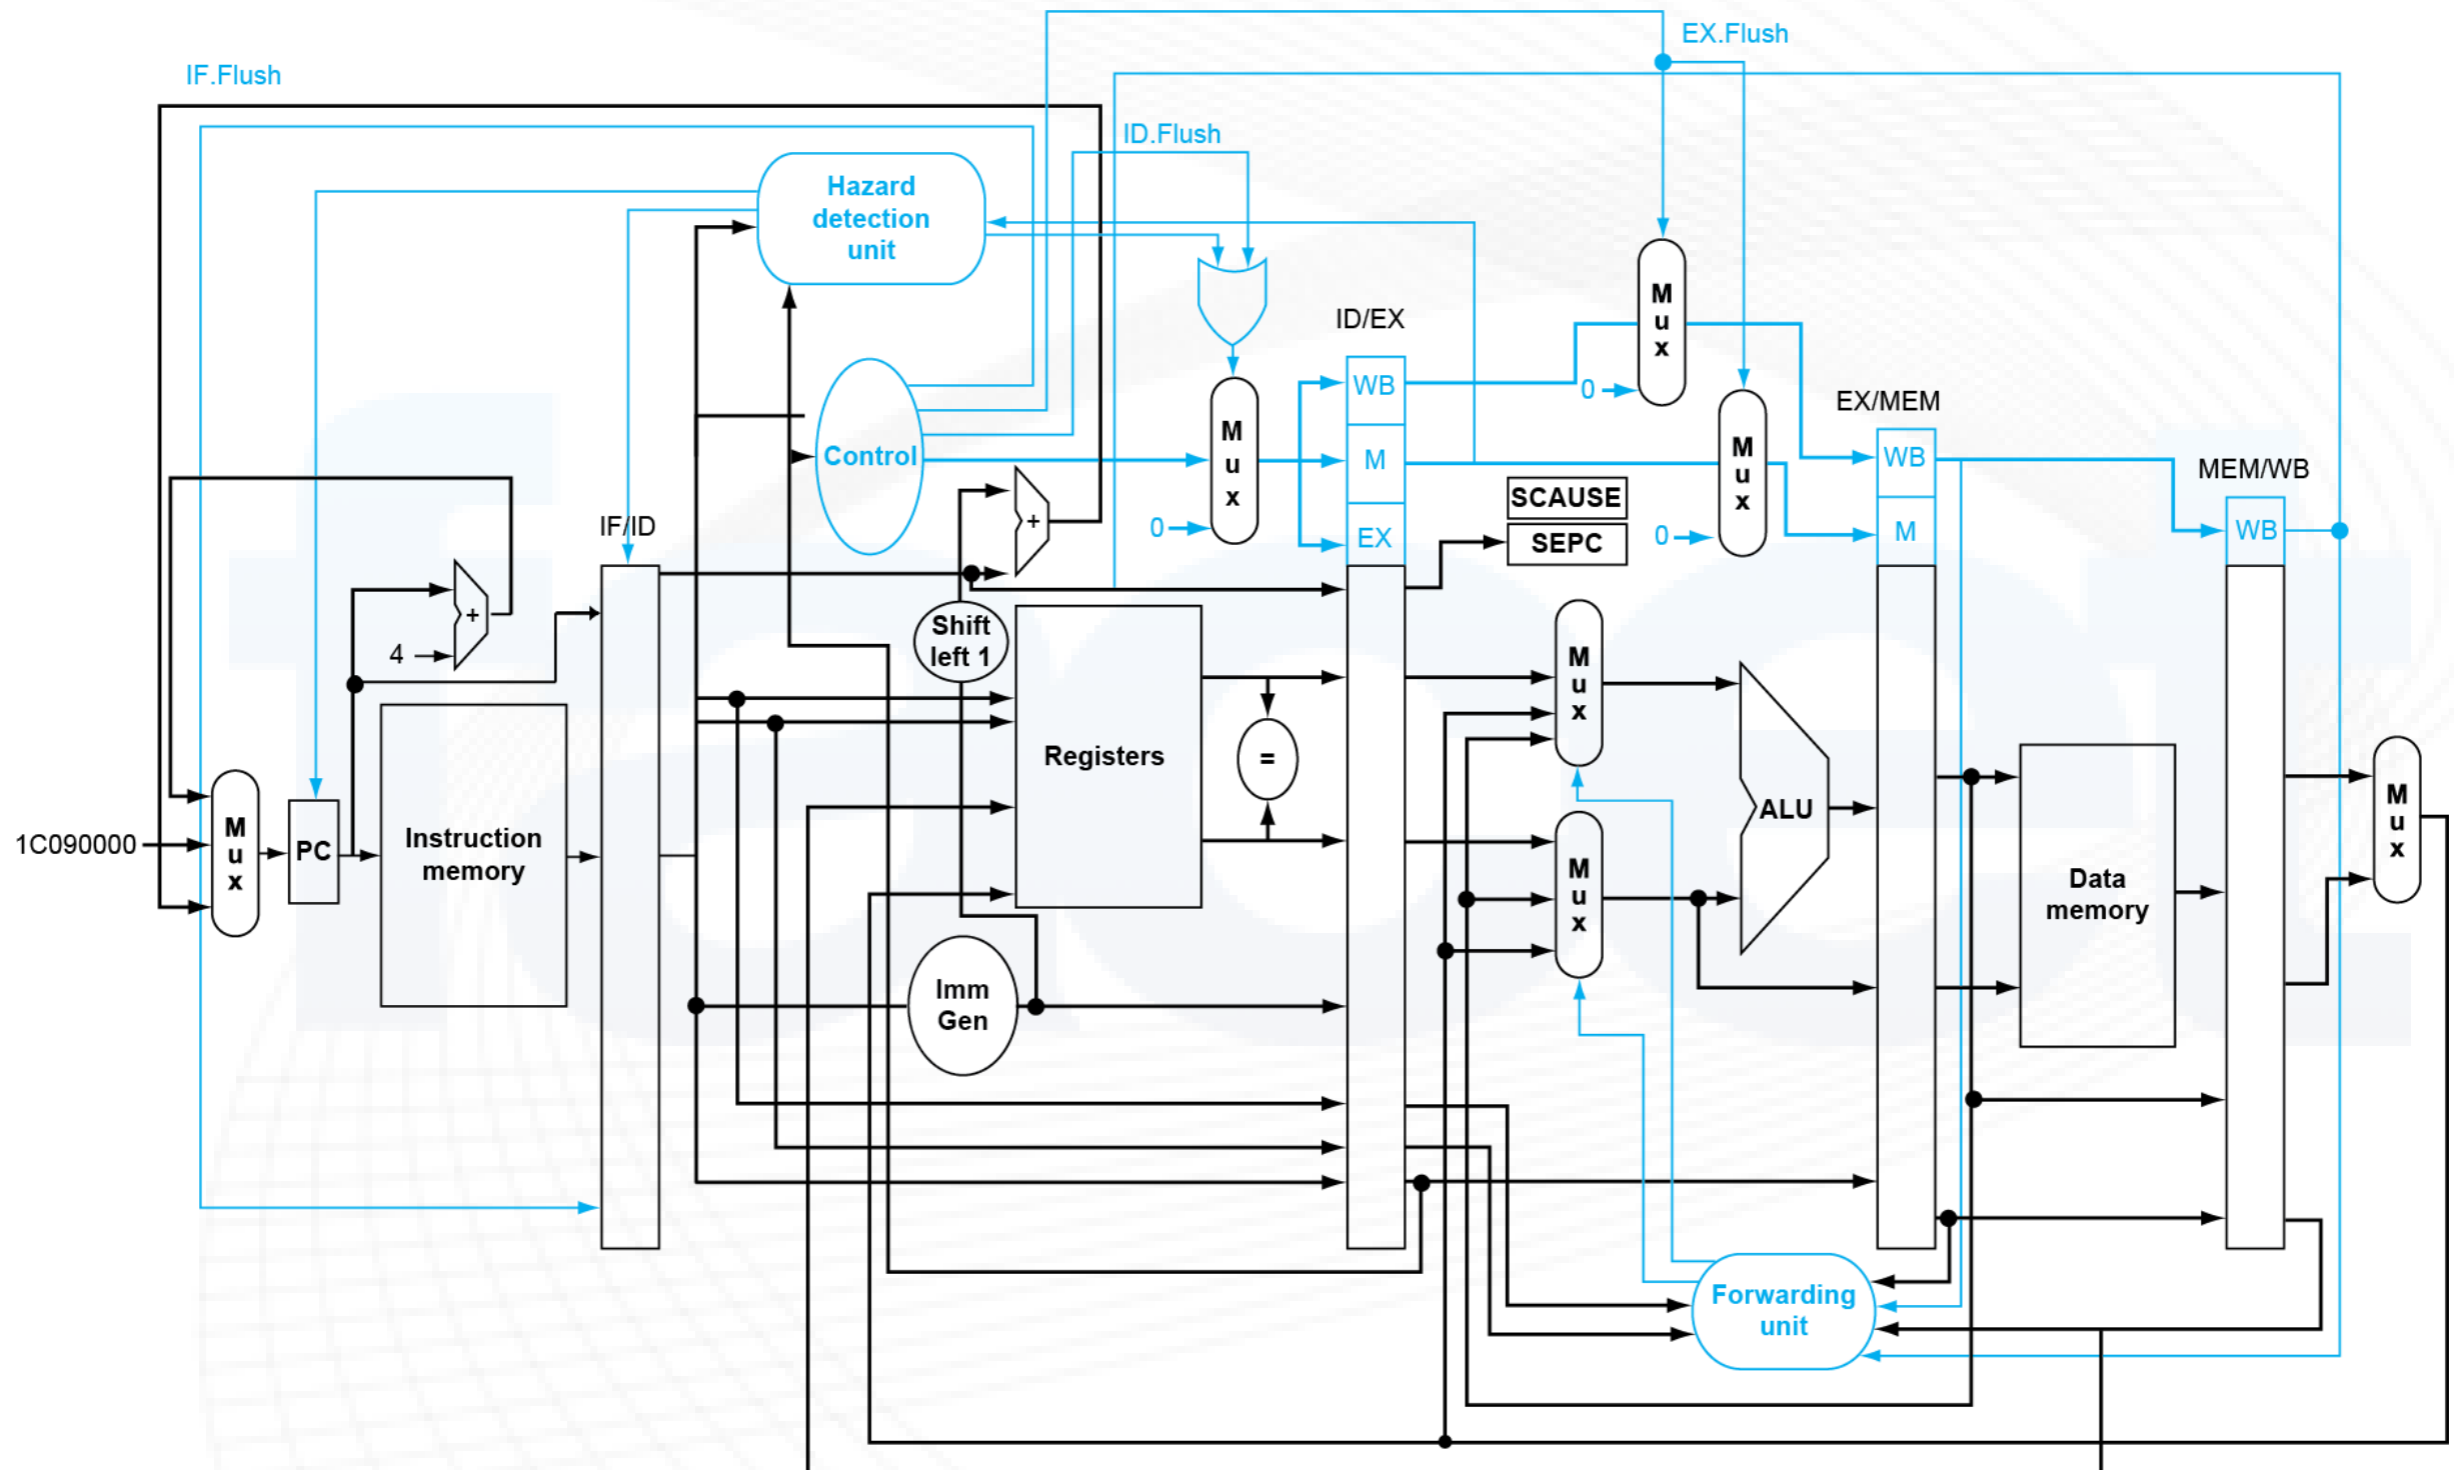 EX.Flush
IF.Flush
ID.Flush
Hazard
detection
unit
M
u
x
0
ID/EX
WB
M
EX
M
u
x
0
Control
M
u
x
0
EX/MEM
WB
M
MEM/WB
WB
SCAUSE
SEPC
IF/ID
+
+
4
Shift
left 1
Registers
=
M
u
x
ALU
M
u
x
1C090000
M
u
x
PC
Instruction
memory
Data
memory
M
u
x
Imm
Gen
Forwarding
unit